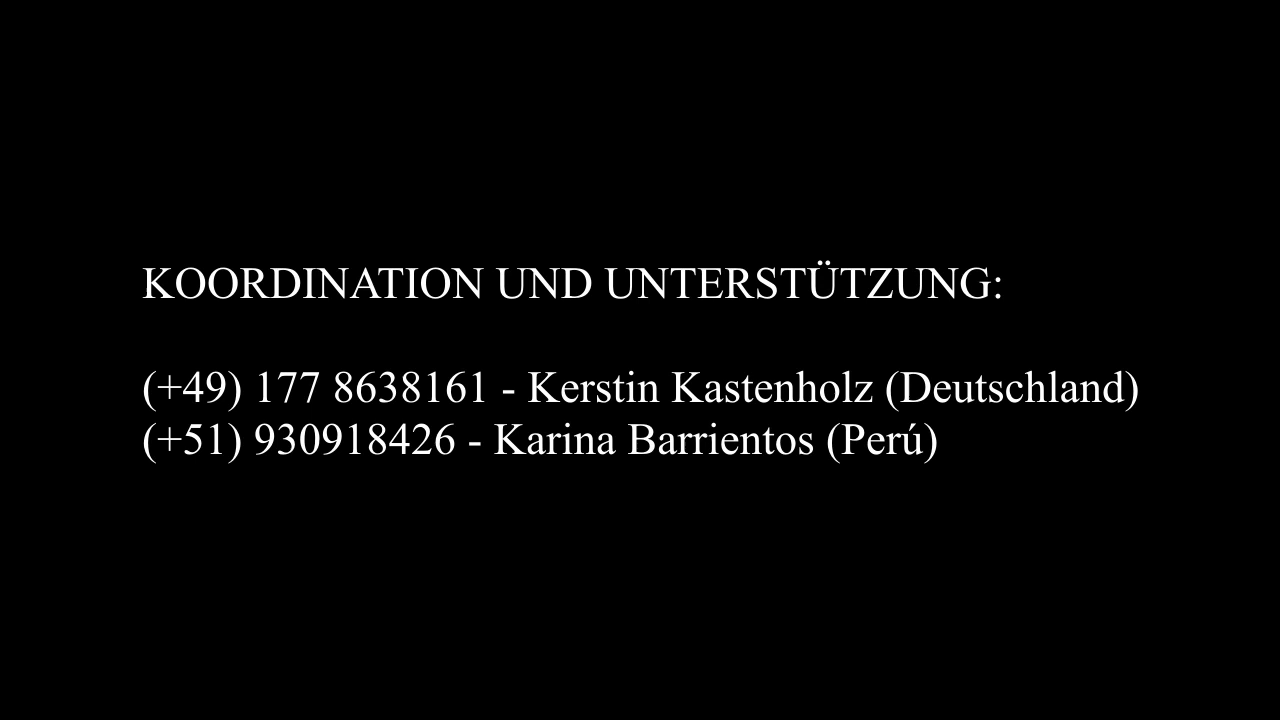 KOORDINATION UND UNTERSTÜTZUNG:
(+49) 177 8638161 - Kerstin Kastenholz (Deutschland)
(+51) 930918426 - Karina Barrientos (Perú)